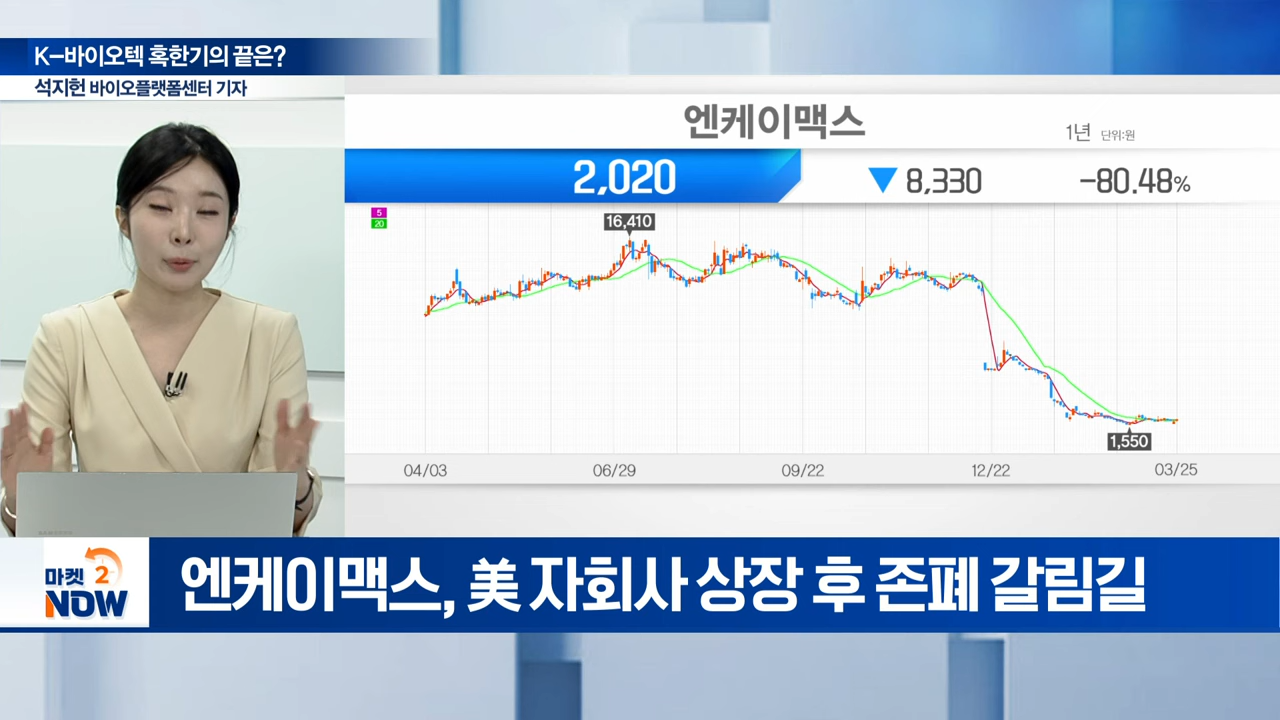 K-바이오텍 혹한기의 끝은?
석지헌 바이오플랫폼센터 기자
엔케이맥스
1년 단위:원
2,020 ▼ 8,330 -80.48%
5
20
16,410
1,550
04/03 06/29 09/22 12/22 03/25
마켓 2
NOW
엔케이맥스, 美 자회사 상장 후 존폐 갈림길